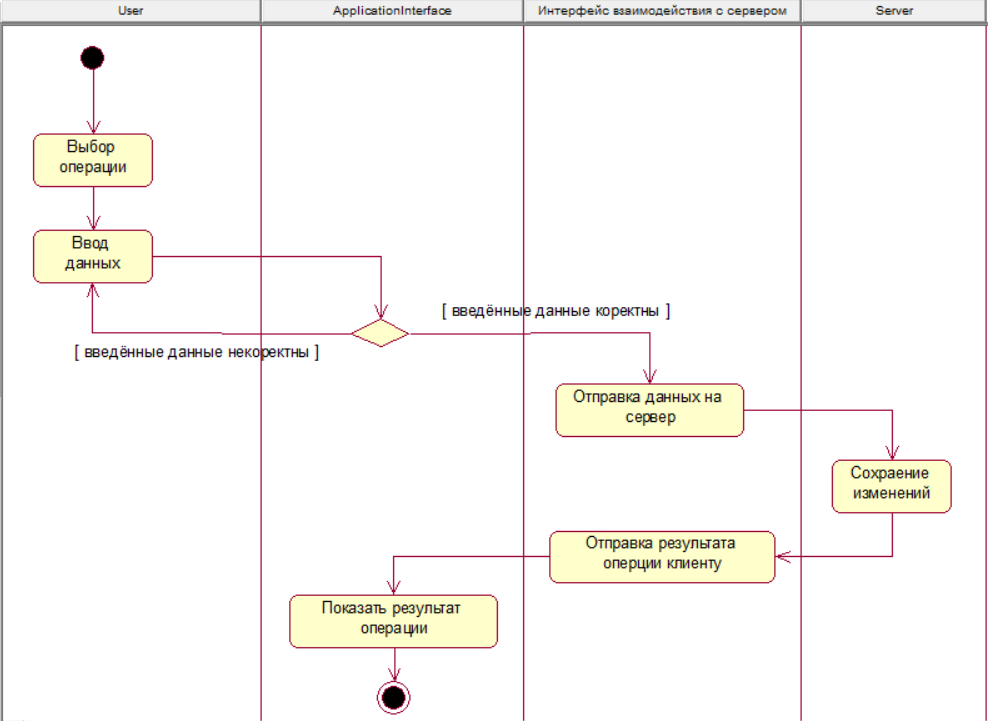 User
ApplicationInterface
Интерфейс взаимодействия с сервером
Server
Выбор
операции
Ввод
данных
[ введённые данные коректны ]
[ введённые данные некоректны ]
Отправка данных на
сервер
Сохраение
изменений
Отправка результата
оперции клиенту
Показать результат
операции